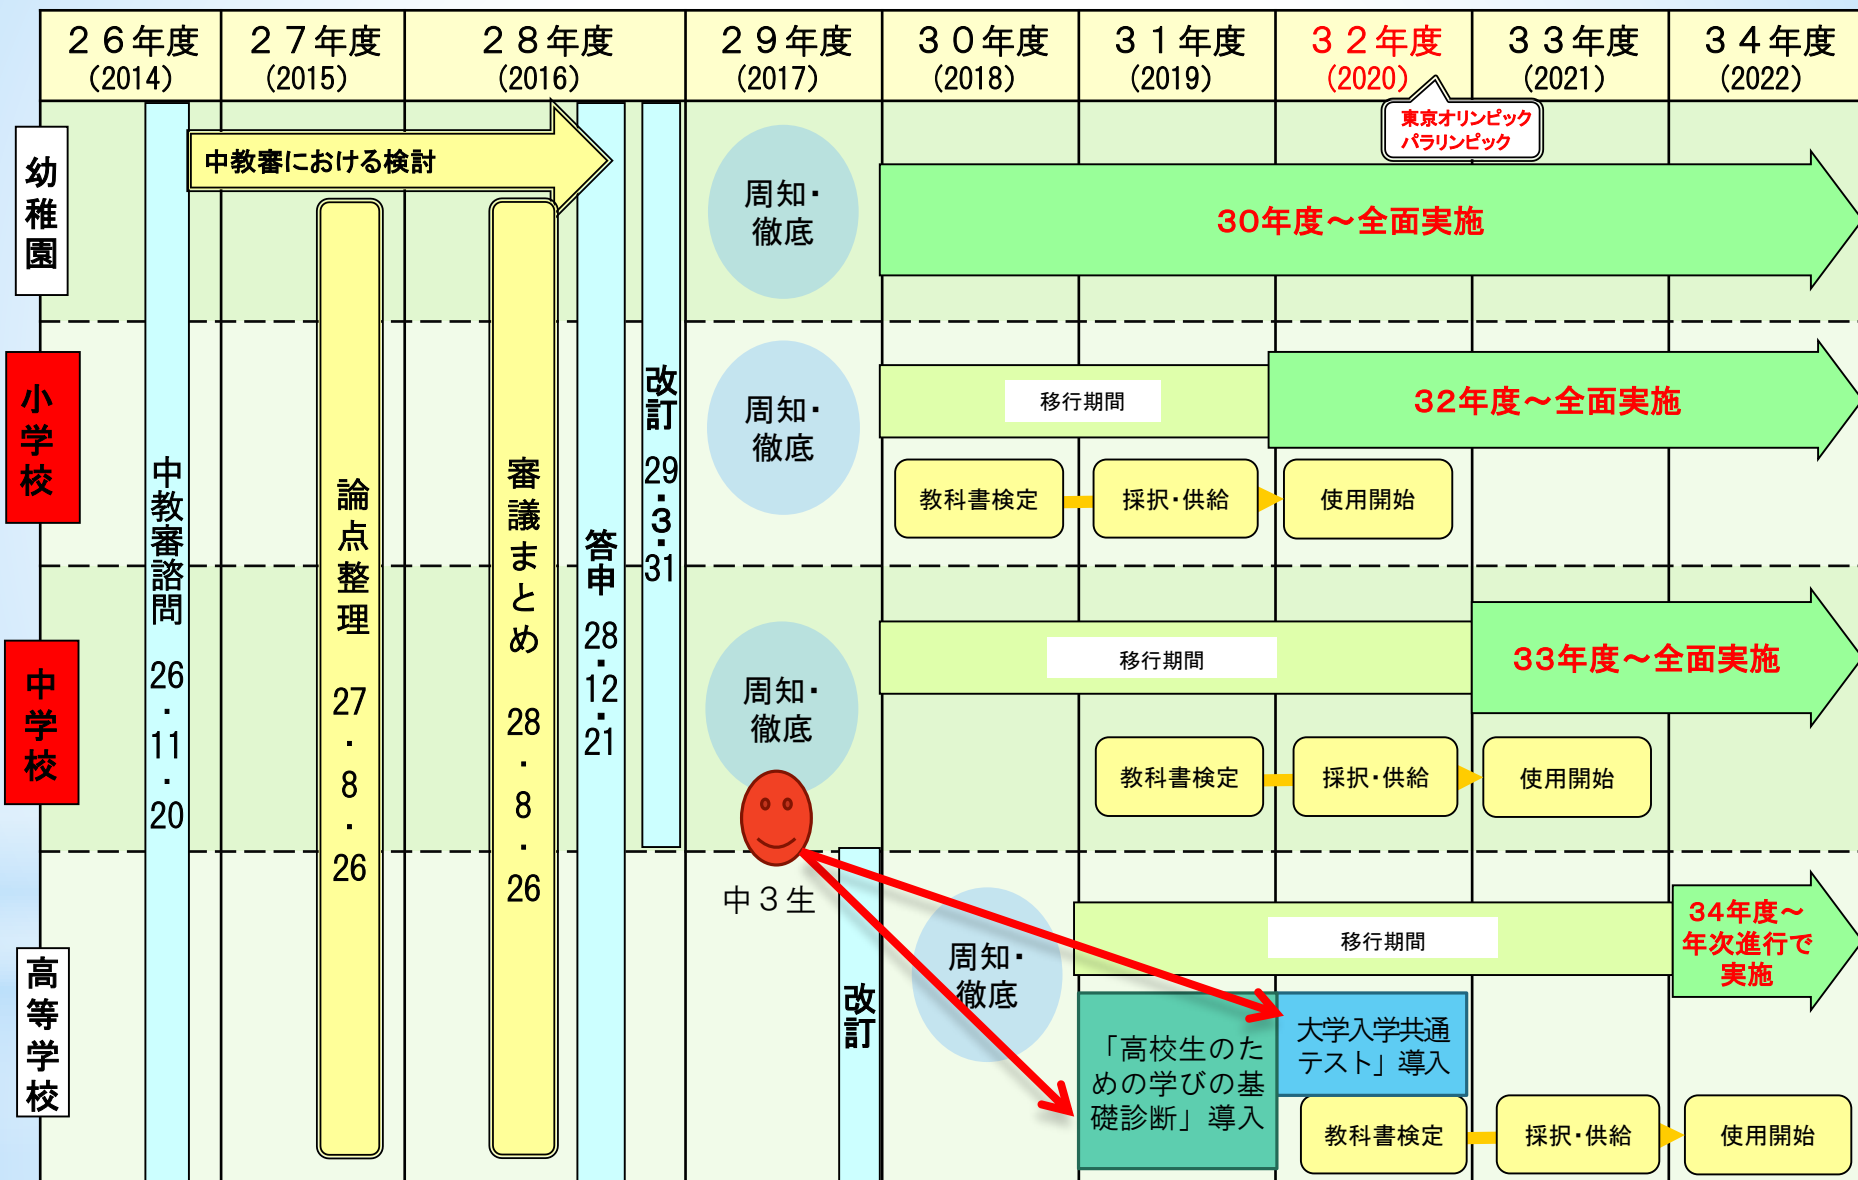 ２６年度
(2014)
２７年度
(2015)
２８年度
(2016)
２９年度
(2017)
３０年度
(2018)
３１年度
(2019)
３２年度
(2020)
３３年度
(2021)
３４年度
(2022)
東京オリンピック
パラリンピック
幼稚園
中教審における検討
周知・
徹底
30年度～全面実施
小学校
周知・
徹底
移行期間
32年度～全面実施
教科書検定
採択・供給
使用開始
中教審諮問　26・11・20
論点整理　27・8・26
審議まとめ　28・8・26
答申　28・12・21
改訂　29・3・31
中学校
周知・
徹底
移行期間
33年度～全面実施
教科書検定
採択・供給
使用開始
中３生
高等学校
改訂
周知・
徹底
移行期間
34年度～
年次進行で
実施
「高校生のた
めの学びの基
礎診断」導入
大学入学共通
テスト」導入
教科書検定
採択・供給
使用開始